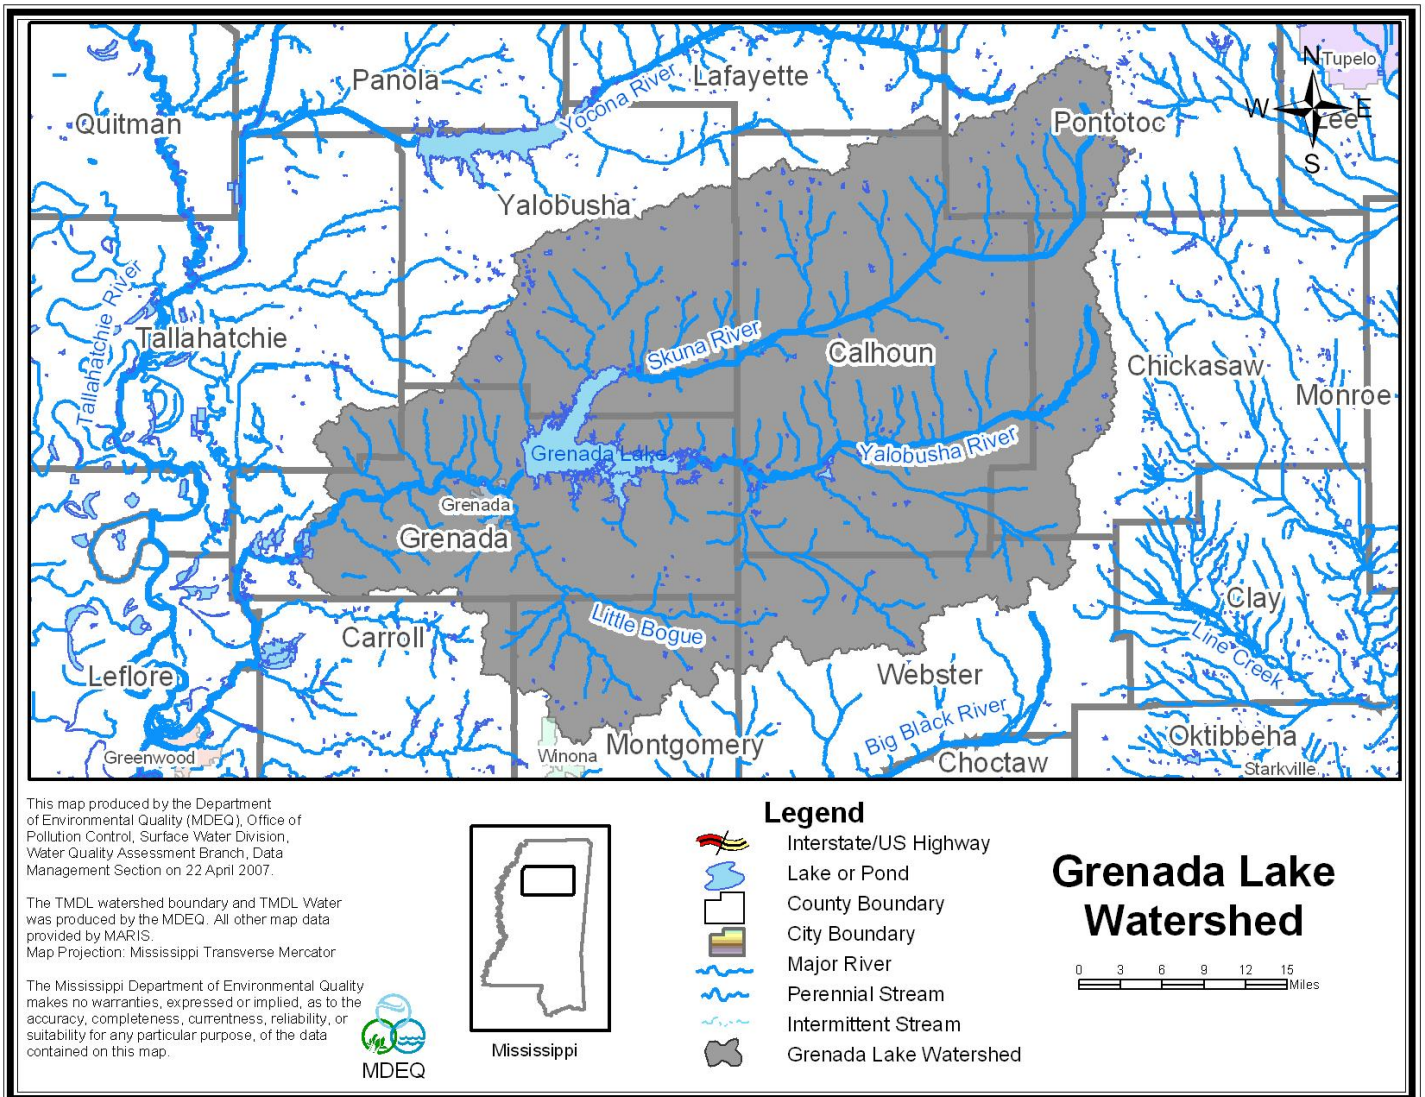 Panola
Lafayette
N
Tupelo
Yocona River
W
E
Quitman
Pontotoc
Lee
S
Yalobusha
Tallahatchie River
Tallahatchie
Skuna River
Calhoun
Chickasaw
Monroe
Grenada Lake
Yalobusha River
Grenada
Grenada
Clay
Little Bogue
Carroll
Line Creek
Leflore
Webster
Big Black River
Oktibbeha
Montgomery
Greenwood
Winona
Choctaw
Starkville
This map produced by the Department
of Environmental Quality (MDEQ), Office of
Pollution Control, Surface Water Division,
Water Quality Assessment Branch, Data
Management Section on 22 April 2007.
The TMDL watershed boundary and TMDL Water
was produced by the MDEQ. All other map data
provided by MARIS.
Map Projection: Mississippi Transverse Mercator
The Mississippi Department of Environmental Quality
makes no warranties, expressed or implied, as to the
accuracy, completeness, currentness, reliability, or
suitability for any particular purpose, of the data
contained on this map.
MDEQ
Mississippi
Legend
Interstate/US Highway
Lake or Pond
County Boundary
City Boundary
Major River
Perennial Stream
Intermittent Stream
Grenada Lake Watershed
Grenada Lake
Watershed
0 3 6 9 12 15
Miles